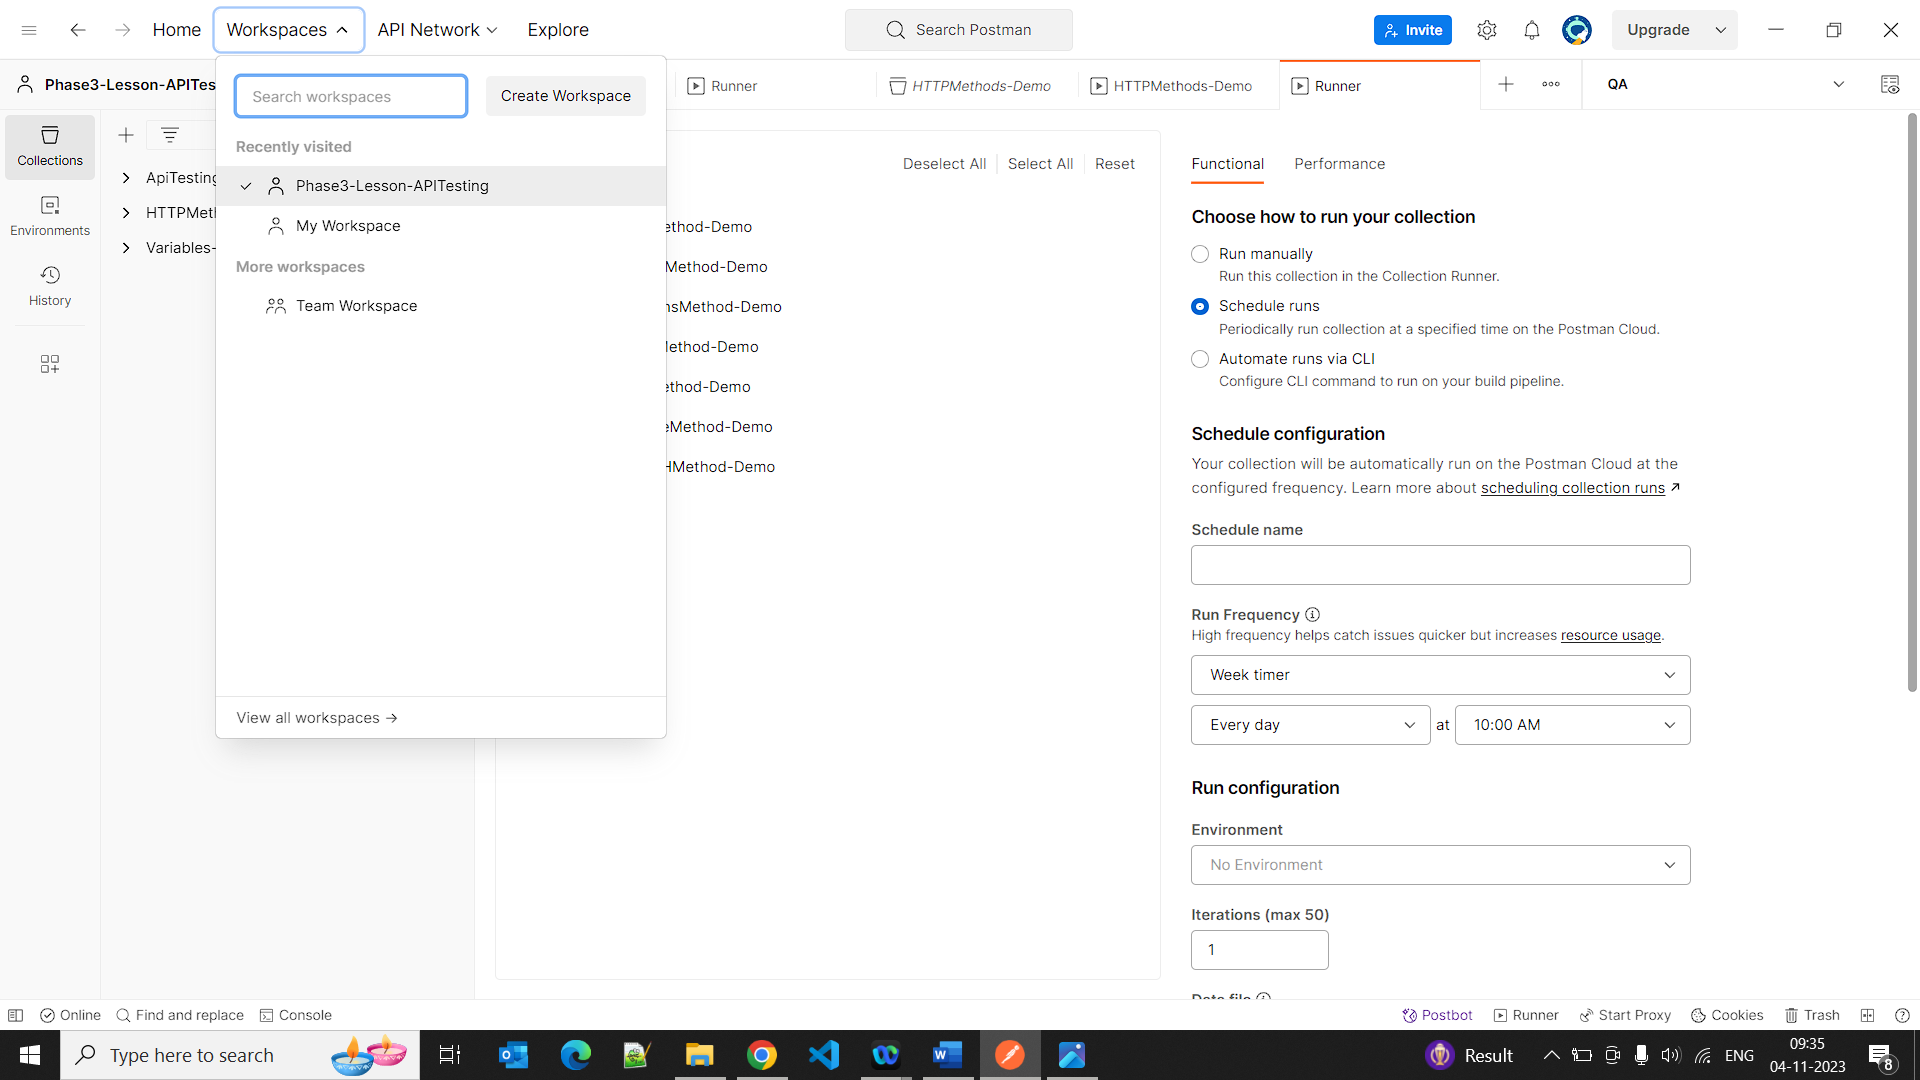 Home
Workspaces
API Network
Explore
Search Postman
Invite
Upgrade
Phase3-Lesson-APITes
Runner
HTTPMethods-Demo
HTTPMethods-Demo
Runner
QA
Search workspaces
Create Workspace
Recently visited
Phase3-Lesson-APITesting
My Workspace
More workspaces
Team Workspace
View all workspaces →
Collections
Environments
History
ApiTesting
HTTPMeth
Variables-
Deselect All
Select All
Reset
ethod-Demo
Method-Demo
nsMethod-Demo
Method-Demo
ethod-Demo
eMethod-Demo
HMethod-Demo
Functional
Performance
Choose how to run your collection
Run manually
Run this collection in the Collection Runner.
Schedule runs
Periodically run collection at a specified time on the Postman Cloud.
Automate runs via CLI
Configure CLI command to run on your build pipeline.
Schedule configuration
Your collection will be automatically run on the Postman Cloud at the
configured frequency. Learn more about scheduling collection runs ↗
Schedule name
Run Frequency
High frequency helps catch issues quicker but increases resource usage.
Week timer
Every day
at
10:00 AM
Run configuration
Environment
No Environment
Iterations (max 50)
1
Data file
Online
Find and replace
Console
Postbot
Runner
Start Proxy
Cookies
Trash
Type here to search
Result
ENG
09:35
04-11-2023
8